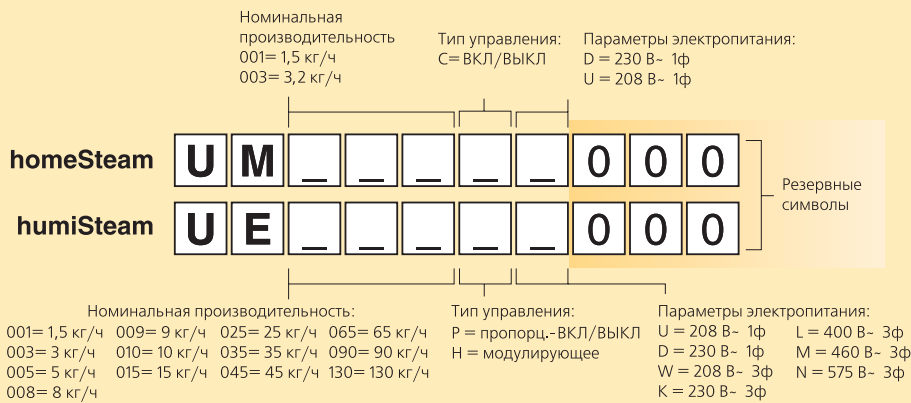 Номинальная
производительность
001= 1,5 кг/ч
003= 3,2 кг/ч
Тип управления:
C= ВКЛ/ВЫКЛ
Параметры электропитания:
D = 230 В~ 1ф
U = 208 В~ 1ф
homeSteam U M _ _ _ _ _ 0 0 0
humiSteam U E _ _ _ _ _ 0 0 0
Резервные
символы
Номинальная производительность:
001= 1,5 кг/ч 009= 9 кг/ч 025= 25 кг/ч 065= 65 кг/ч
003= 3 кг/ч 010= 10 кг/ч 035= 35 кг/ч 090= 90 кг/ч
005= 5 кг/ч 015= 15 кг/ч 045= 45 кг/ч 130= 130 кг/ч
008= 8 кг/ч
Тип управления:
P = пропорц.-ВКЛ/ВЫКЛ
H = модулирующее
Параметры электропитания:
U = 208 В~ 1ф L = 400 В~ 3ф
D = 230 В~ 1ф M = 460 В~ 3ф
W = 208 В~ 3ф N = 575 В~ 3ф
K = 230 В~ 3ф